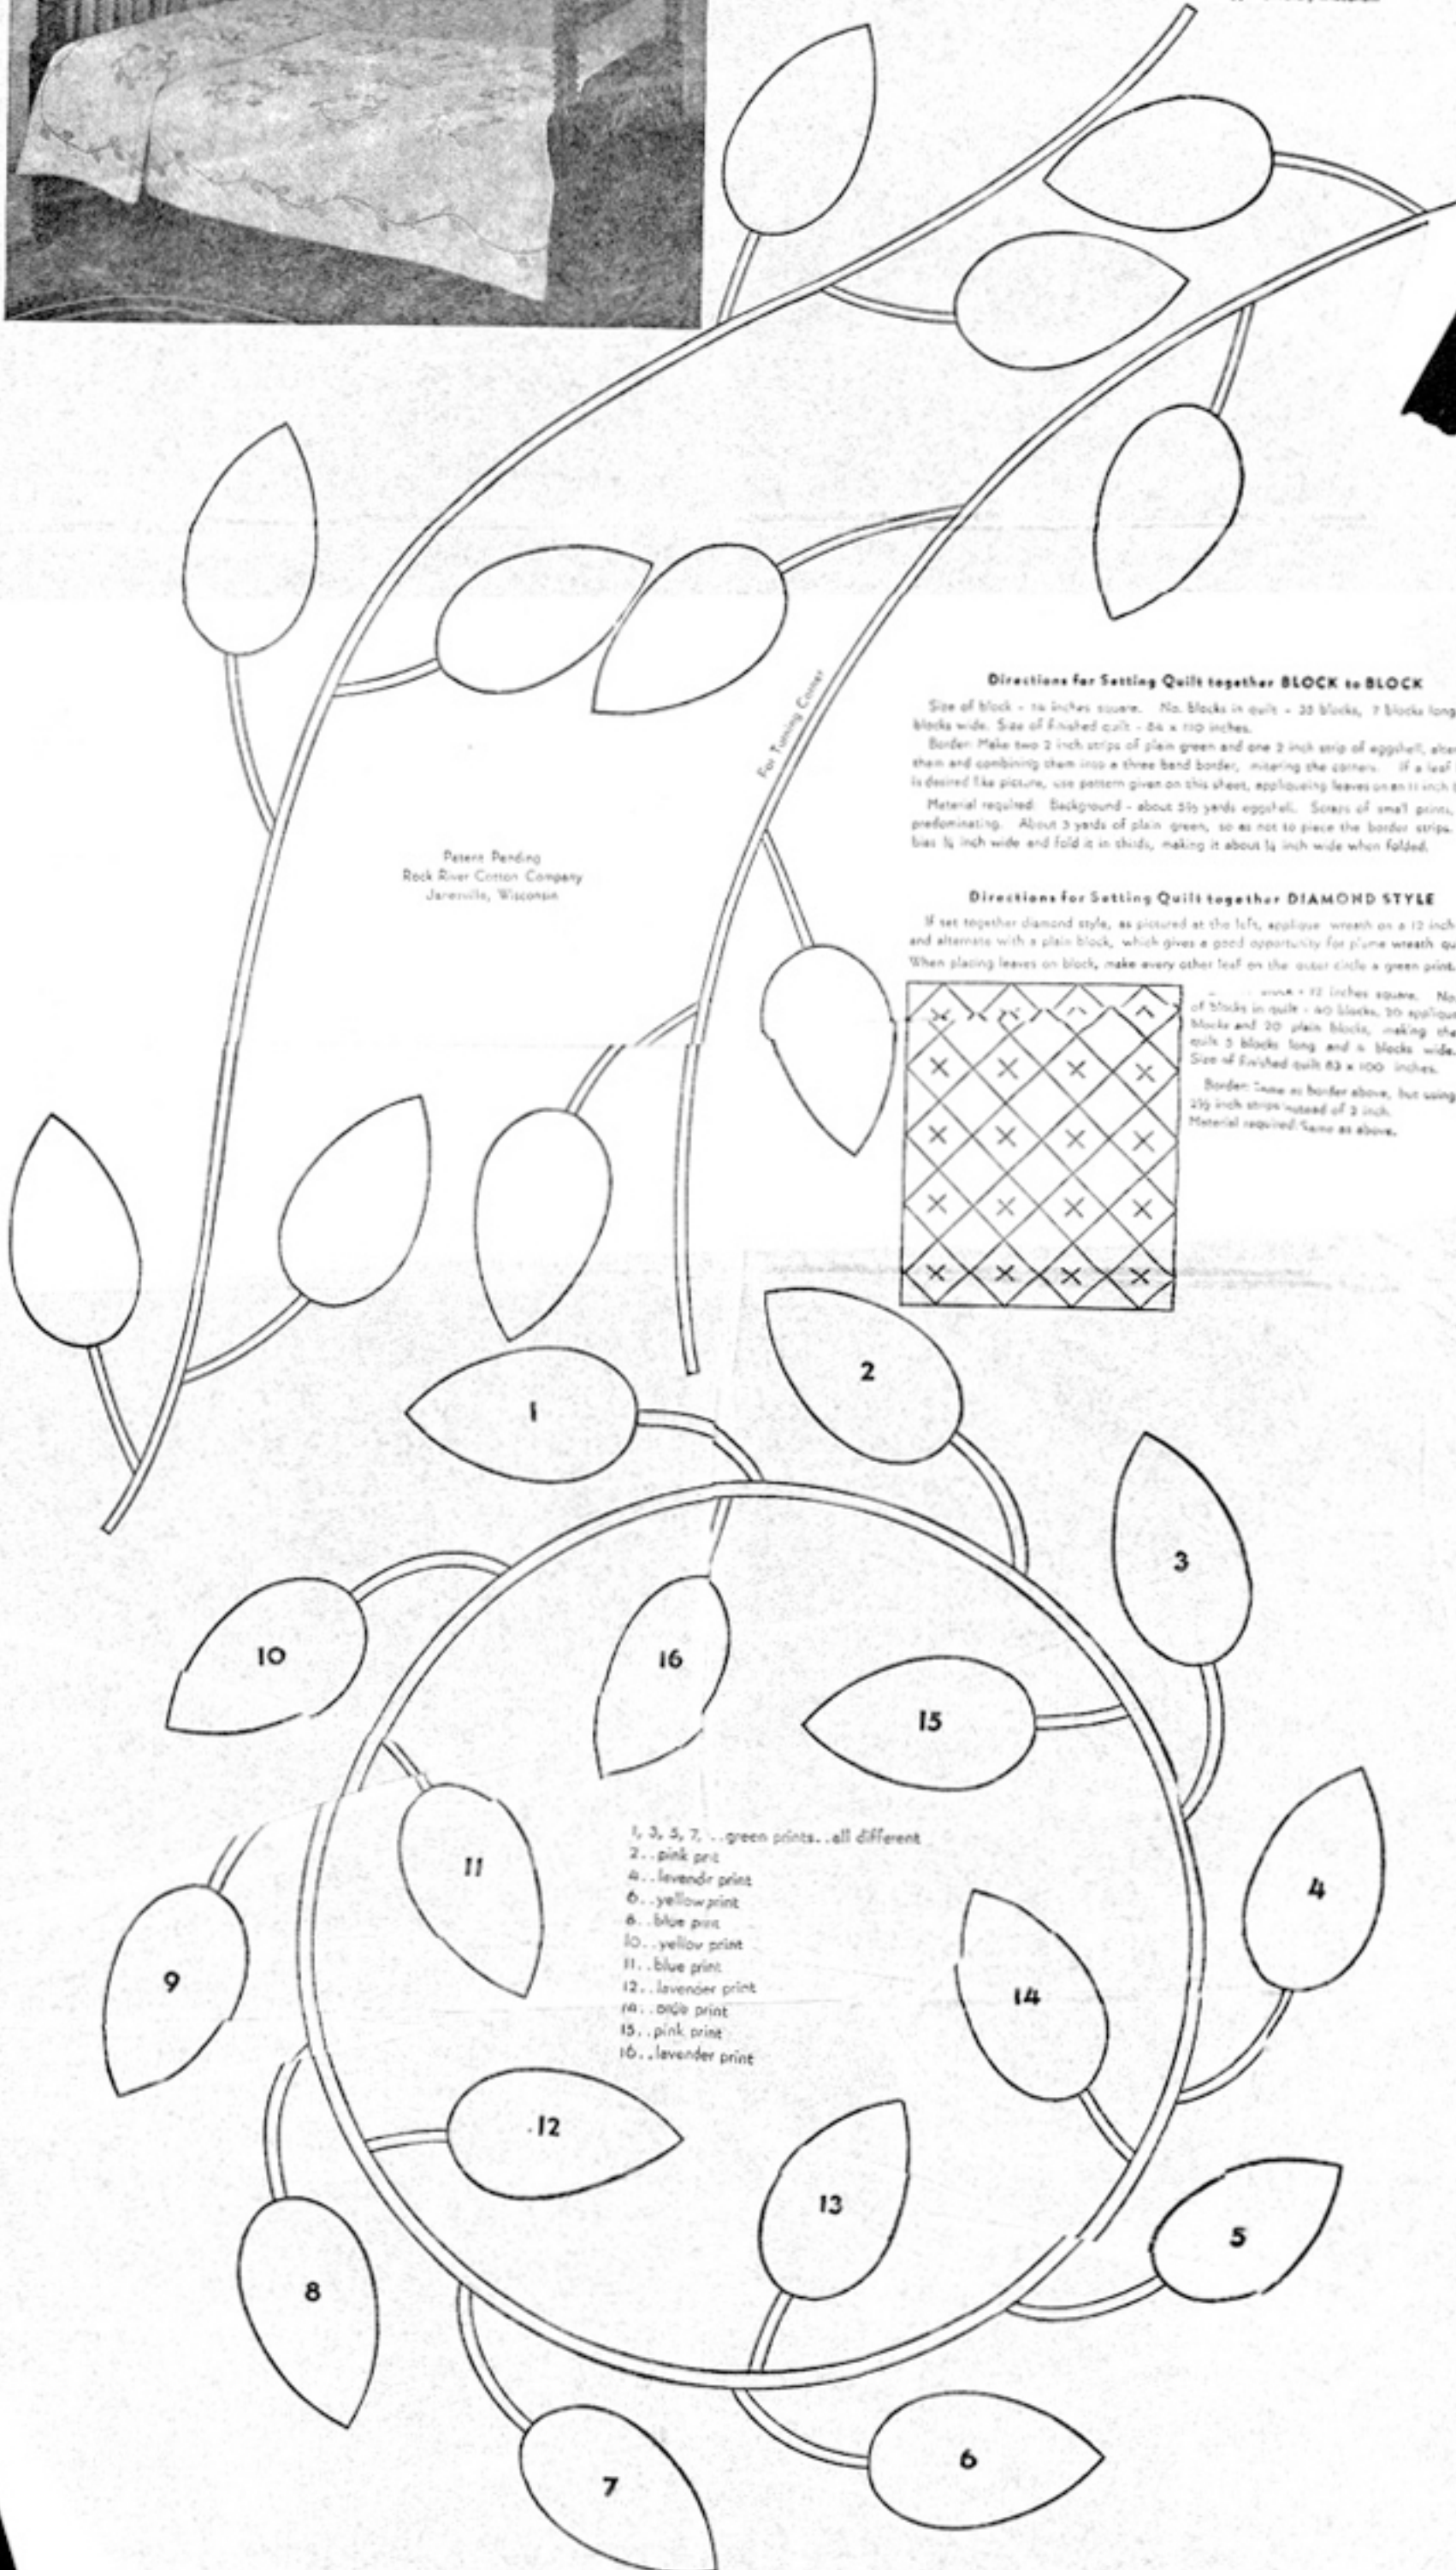 For Turning Corner
Patent Pending
Rock River Cotton Company
Janesville, Wisconsin
Directions for Setting Quilt together BLOCK to BLOCK
Size of block - 14 inches square. No. blocks in quilt - 35 blocks, 7 blocks long
blocks wide. Size of finished quilt - 84 x 110 inches.
Border: Make two 2 inch strips of plain green and one 2 inch strip of eggshell,
them and combining them into a three band border, mitering the corners. If a leaf
is desired like picture, use pattern given on this sheet, appliqueing leaves on an 11 inch
Material required: Background - about 5½ yards eggshell. Scraps of small prints,
predominating. About 3 yards of plain green, so as not to piece the border strips.
bias ¾ inch wide and fold it in thirds, making it about ¼ inch wide when folded.
Directions for Setting Quilt together DIAMOND STYLE
If set together diamond style, as pictured at the left, applique wreath on a 12 inch
and alternate with a plain block, which gives a good opportunity for plume wreath
When placing leaves on block, make every other leaf on the outer circle a green print.
- 12 inches square. No.
of blocks in quilt - 40 blocks, 20 applique
blocks and 20 plain blocks, making the
quilt 5 blocks long and 4 blocks wide.
Size of finished quilt 83 x 100 inches.
Border: Same as border above, but using
2½ inch strips instead of 2 inch.
Material required: Same as above.
1
2
3
10
16
15
11
4
9
14
1, 3, 5, 7, ..green prints..all different
2..pink print
4..lavendr print
6..yellow print
8..blue print
10..yellow print
11..blue print
12..lavender print
14.. print
15..pink print
16..lavender print
12
13
5
8
6
7